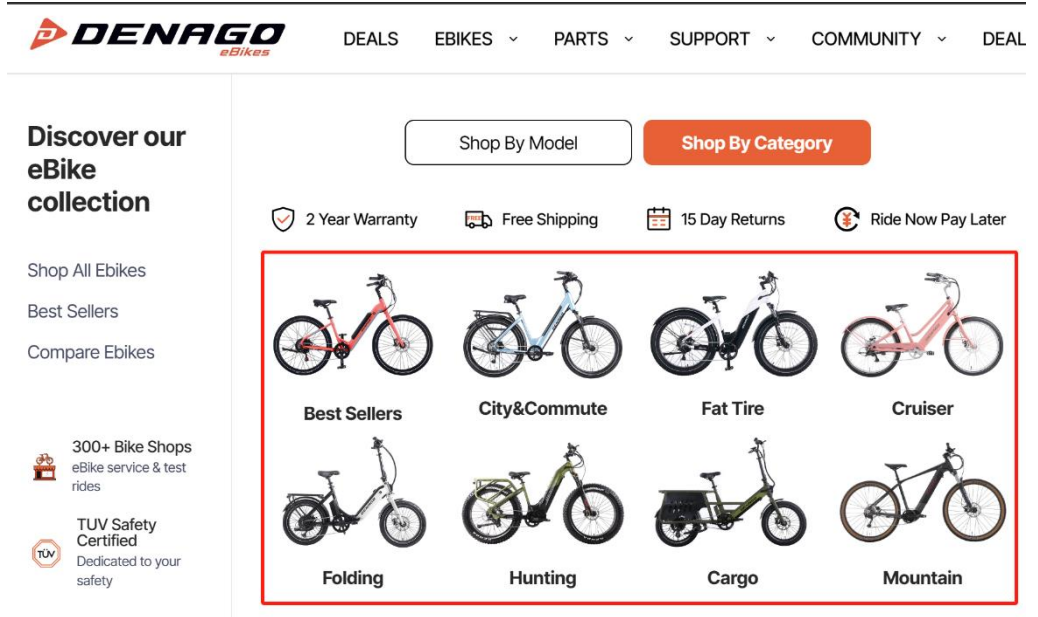 DENAGO
eBikes
DEALS
EBIKES
PARTS
SUPPORT
COMMUNITY
DEAL
Discover our
eBike
collection
Shop All Ebikes
Best Sellers
Compare Ebikes
300+ Bike Shops
eBike service & test
rides
TÜV
TUV Safety
Certified
Dedicated to your
safety
Shop By Model
Shop By Category
2 Year Warranty
FREE
Free Shipping
15 Day Returns
¥
Ride Now Pay Later
Best Sellers
City&Commute
Fat Tire
Cruiser
Folding
Hunting
Cargo
Mountain